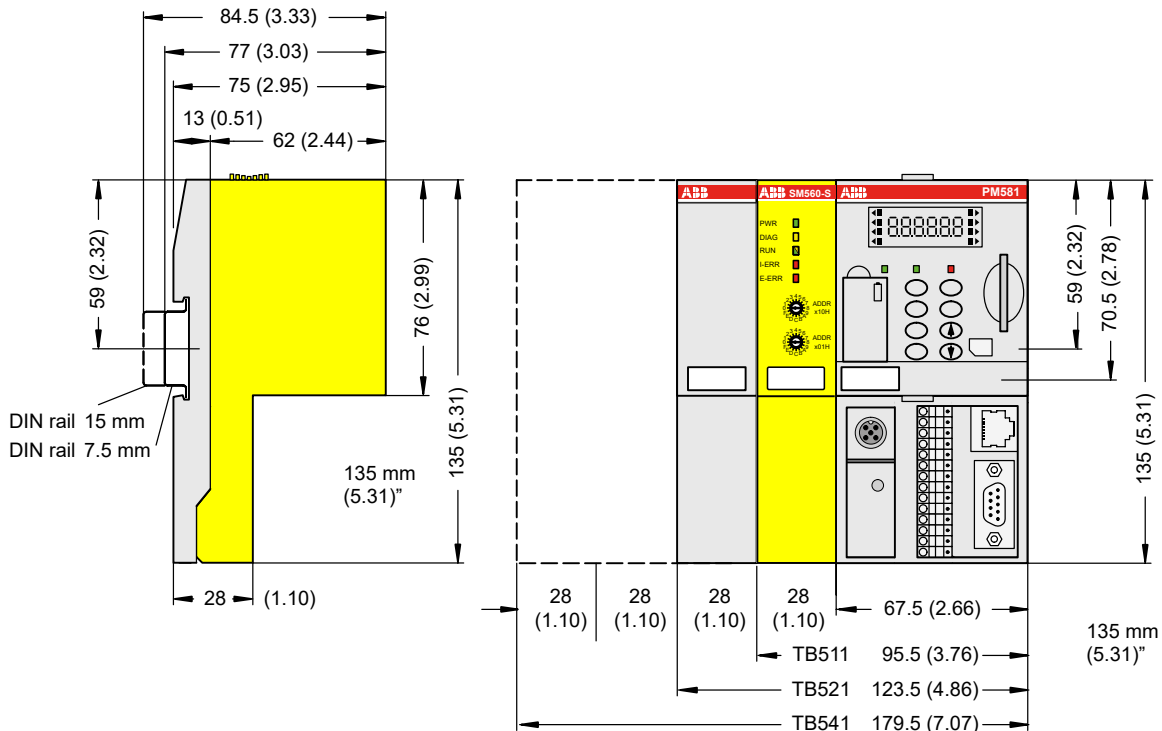 84.5 (3.33)
77 (3.03)
75 (2.95)
13 (0.51)
62 (2.44)
59 (2.32)
76 (2.99)
135 (5.31)
DIN rail 15 mm
DIN rail 7.5 mm
135 mm
(5.31)”
28 (1.10)
ABB
ABB SM560-S
ABB PM581
PWR
DIAG
RUN
I-ERR
E-ERR
ADDR
x10H
ADDR
x01H
59 (2.32)
70.5 (2.78)
135 (5.31)
28
(1.10)
28
(1.10)
28
(1.10)
28
(1.10)
67.5 (2.66)
135 mm
(5.31)”
TB511 95.5 (3.76)
TB521 123.5 (4.86)
TB541 179.5 (7.07)